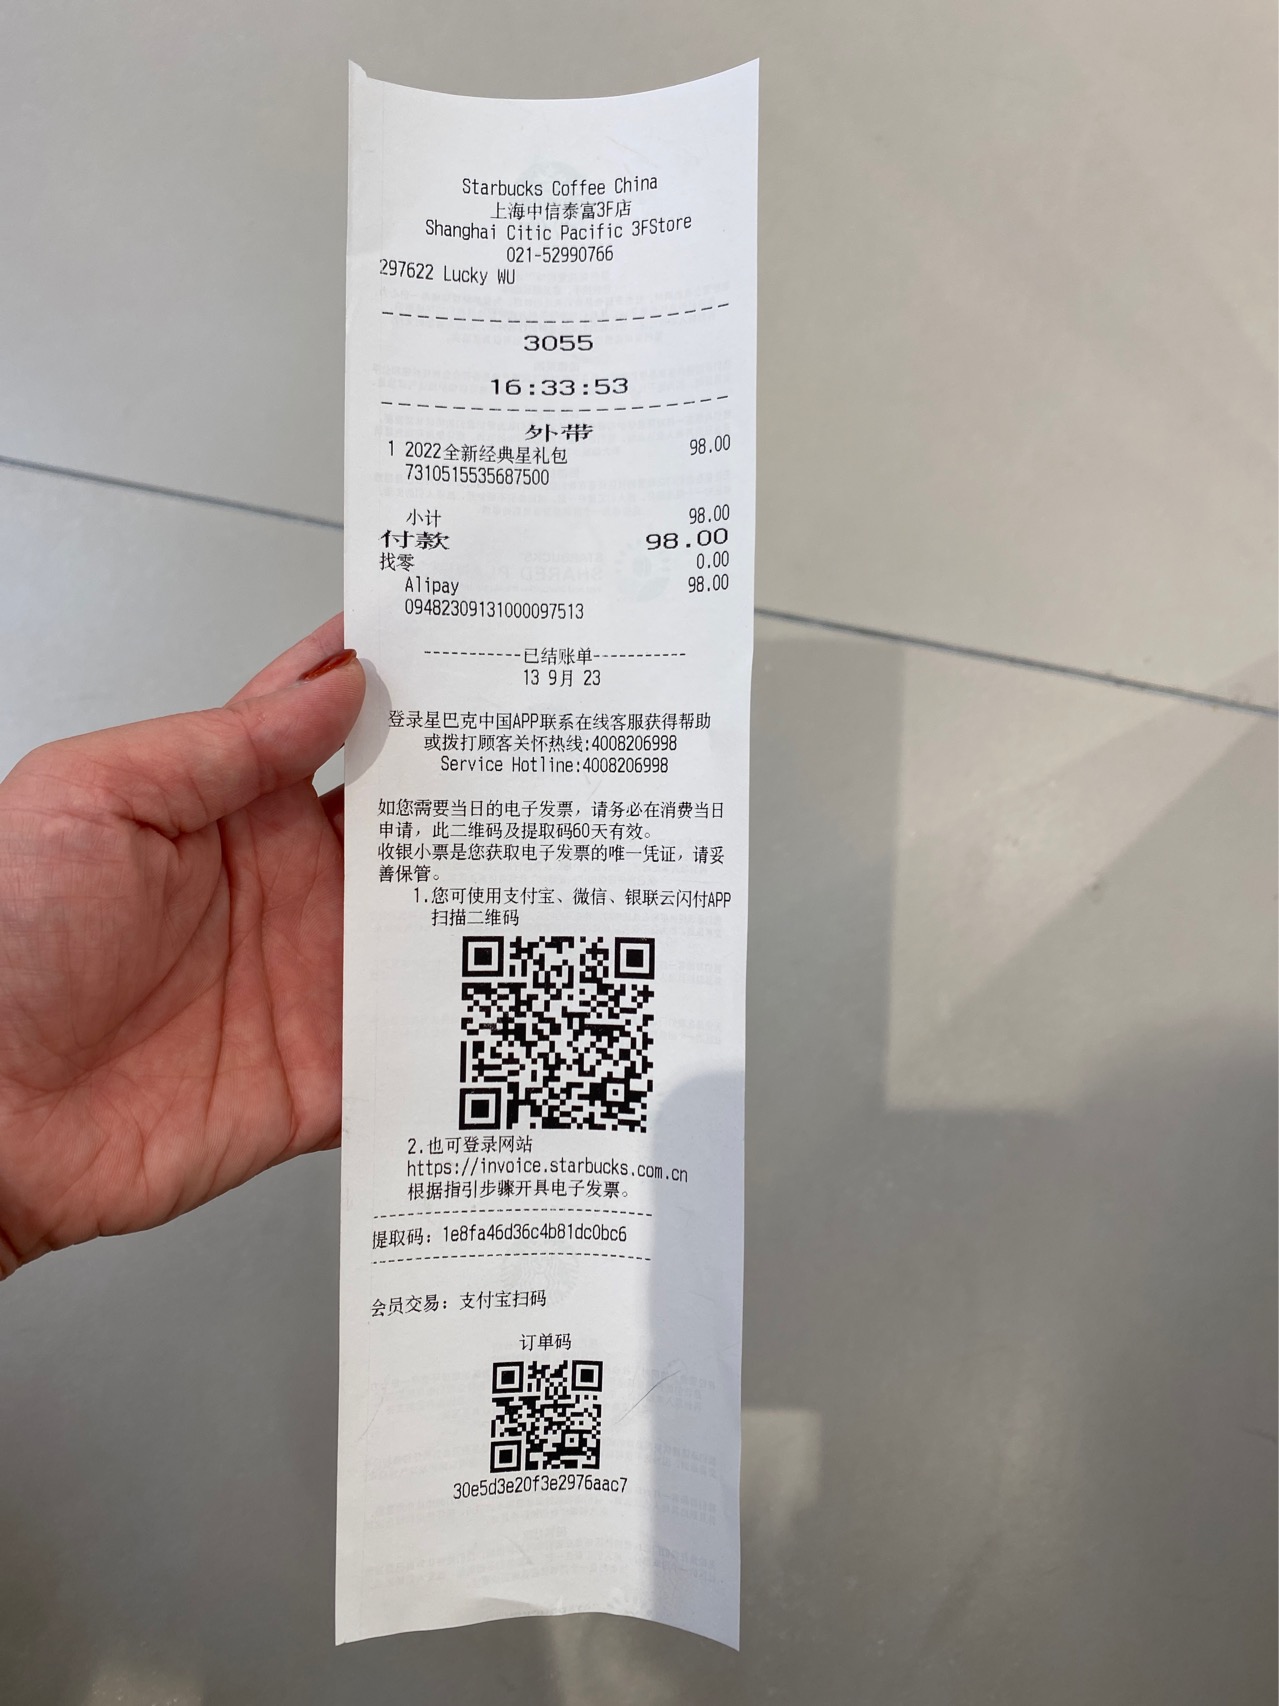 Starbucks Coffee China
上海中信泰富3F店
Shanghai Citic Pacific 3FStore
021-52990766
297622 Lucky WU
3055
16:33:53
外带
1 2022全新经典星礼包 98.00
7310515535687500
小计 98.00
付款 98.00
找零 0.00
Alipay 98.00
09482309131000097513
-----------已结账单-----------
13 9月 23
登录星巴克中国APP联系在线客服获得帮助
或拨打顾客关怀热线:4008206998
Service Hotline:4008206998
如您需要当日的电子发票，请务必在消费当日
申请，此二维码及提取码60天有效。
收银小票是您获取电子发票的唯一凭证，请妥
善保管。
1.您可使用支付宝、微信、银联云闪付APP
扫描二维码
2.也可登录网站
https://invoice.starbucks.com.cn
根据指引步骤开具电子发票。
提取码：1e8fa46d36c4b81dc0bc6
会员交易：支付宝扫码
订单码
30e5d3e20f3e2976aac7